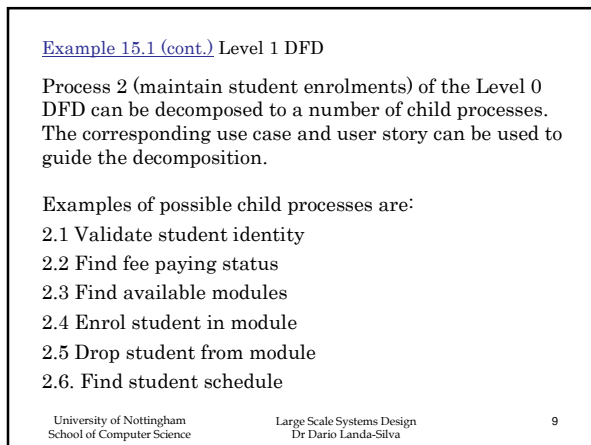 Example 15.1 (cont.) Level 1 DFD
Process 2 (maintain student enrolments) of the Level 0
DFD can be decomposed to a number of child processes.
The corresponding use case and user story can be used to
guide the decomposition.
Examples of possible child processes are:
2.1 Validate student identity
2.2 Find fee paying status
2.3 Find available modules
2.4 Enrol student in module
2.5 Drop student from module
2.6. Find student schedule
University of Nottingham
School of Computer Science
Large Scale Systems Design
Dr Dario Landa-Silva
9